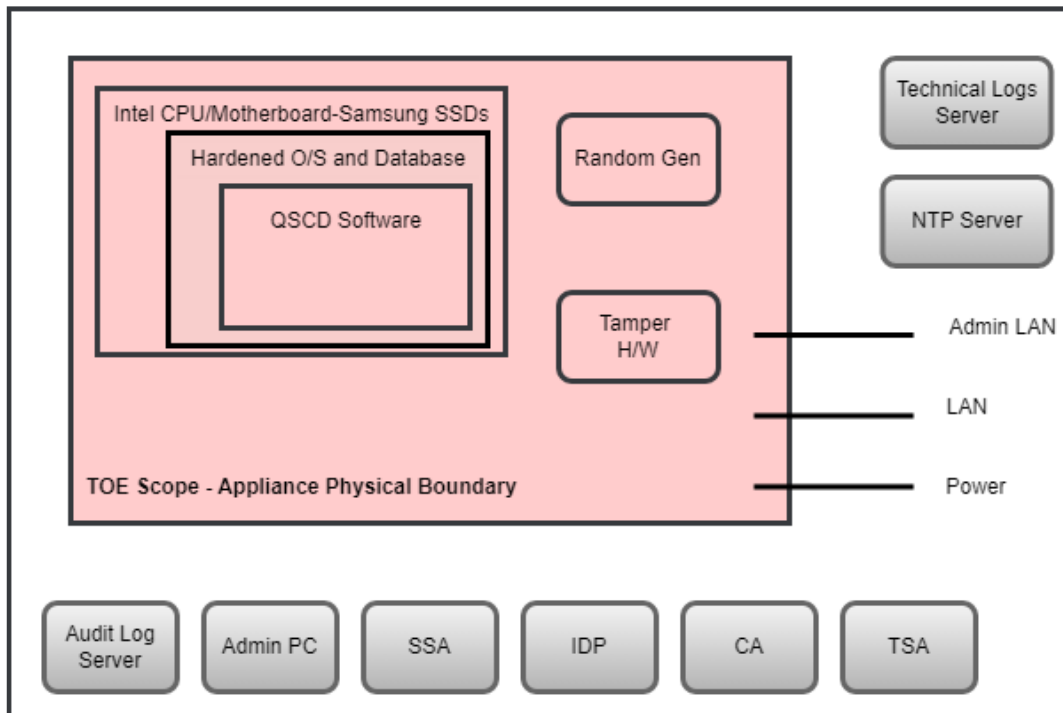 Intel CPU/Motherboard-Samsung SSDs
Hardened O/S and Database
QSCD Software
Random Gen
Tamper
H/W
TOE Scope - Appliance Physical Boundary
Technical Logs
Server
NTP Server
Admin LAN
LAN
Power
Audit Log
Server
Admin PC
SSA
IDP
CA
TSA